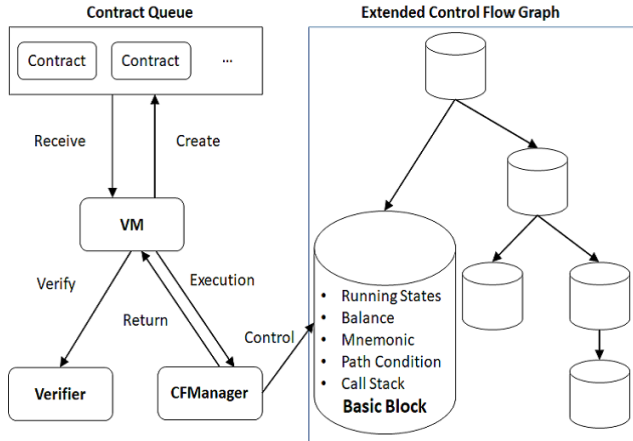 Contract Queue
Contract
Contract
...
Receive
Create
VM
Verify
Execution
Return
Control
Verifier
CFManager
Extended Control Flow Graph
• Running States
• Balance
• Mnemonic
• Path Condition
• Call Stack
Basic Block